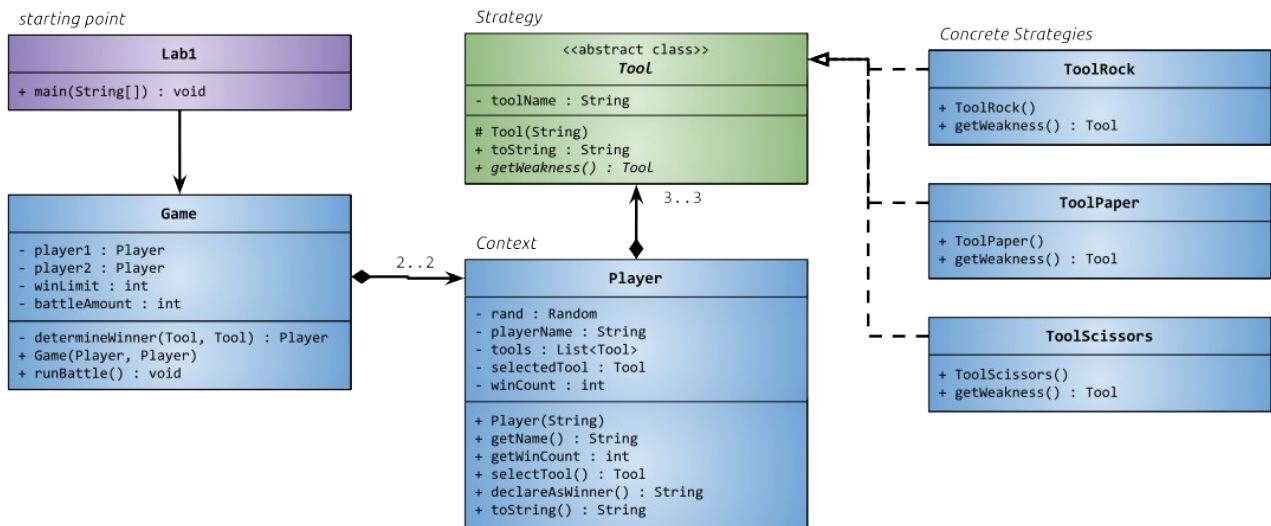 starting point
Lab1
+ main(String[]) : void
Game
- player1 : Player
- player2 : Player
- winLimit : int
- battleAmount : int
- determineWinner(Tool, Tool) : Player
+ Game(Player, Player)
+ runBattle() : void
2..2
Strategy
<<abstract class>>
Tool
- toolName : String
# Tool(String)
+ toString : String
+ getWeakness() : Tool
3..3
Context
Player
- rand : Random
- playerName : String
- tools : List<Tool>
- selectedTool : Tool
- winCount : int
+ Player(String)
+ getName() : String
+ getWinCount : int
+ selectTool() : Tool
+ declareAsWinner() : String
+ toString() : String
Concrete Strategies
ToolRock
+ ToolRock()
+ getWeakness() : Tool
ToolPaper
+ ToolPaper()
+ getWeakness() : Tool
ToolScissors
+ ToolScissors()
+ getWeakness() : Tool